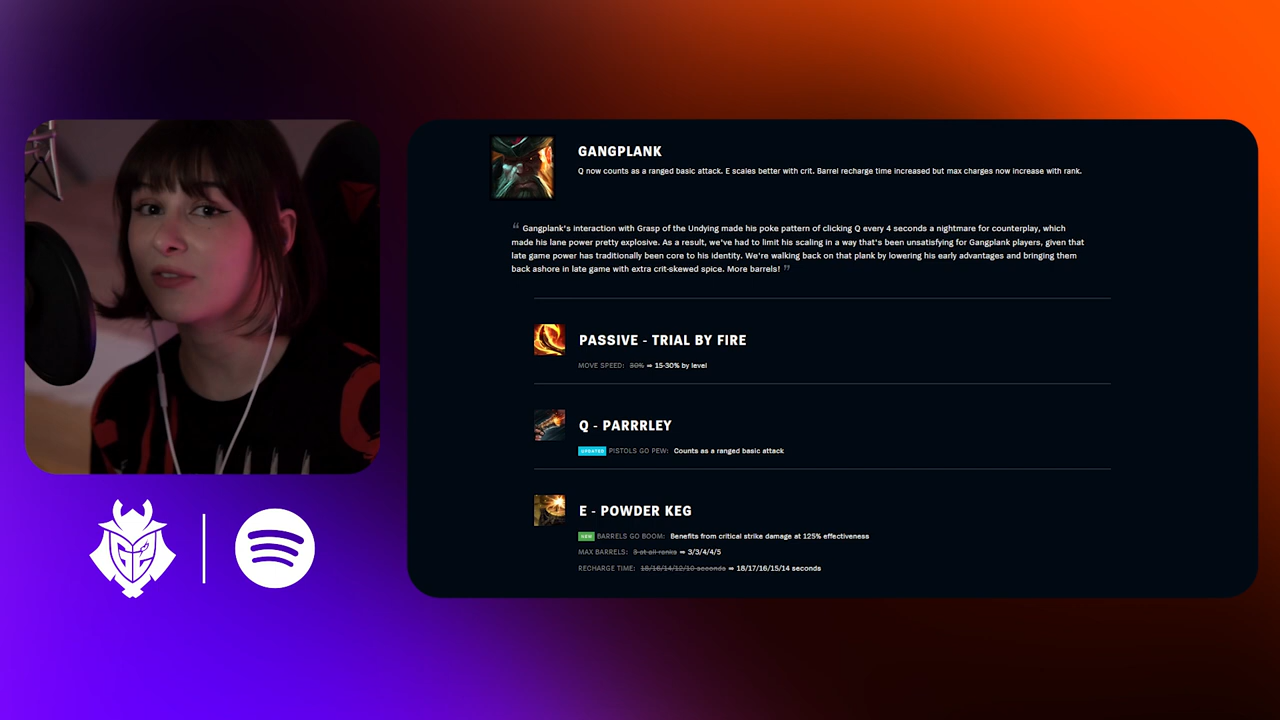 GANGPLANK
Q now counts as a ranged basic attack. E scales better with crit. Barrel recharge time increased but max charges now increase with rank.
" Gangplank's interaction with Grasp of the Undying made his poke pattern of clicking Q every 4 seconds a nightmare for counterplay, which
made his lane power pretty explosive. As a result, we've had to limit his scaling in a way that's been unsatisfying for Gangplank players, given that
late game power has traditionally been core to his identity. We're walking back on that plank by lowering his early advantages and bringing them
back ashore in late game with extra crit-skewed spice. More barrels! "
PASSIVE - TRIAL BY FIRE
MOVE SPEED: 30% ⇒ 15-30% by level
Q - PARRRLEY
UPDATED PISTOLS GO PEW: Counts as a ranged basic attack
E - POWDER KEG
NEW BARRELS GO BOOM: Benefits from critical strike damage at 125% effectiveness
MAX BARRELS: 3 at all ranks ⇒ 3/3/4/4/5
RECHARGE TIME: 18/16/14/12/10 seconds ⇒ 18/17/16/15/14 seconds